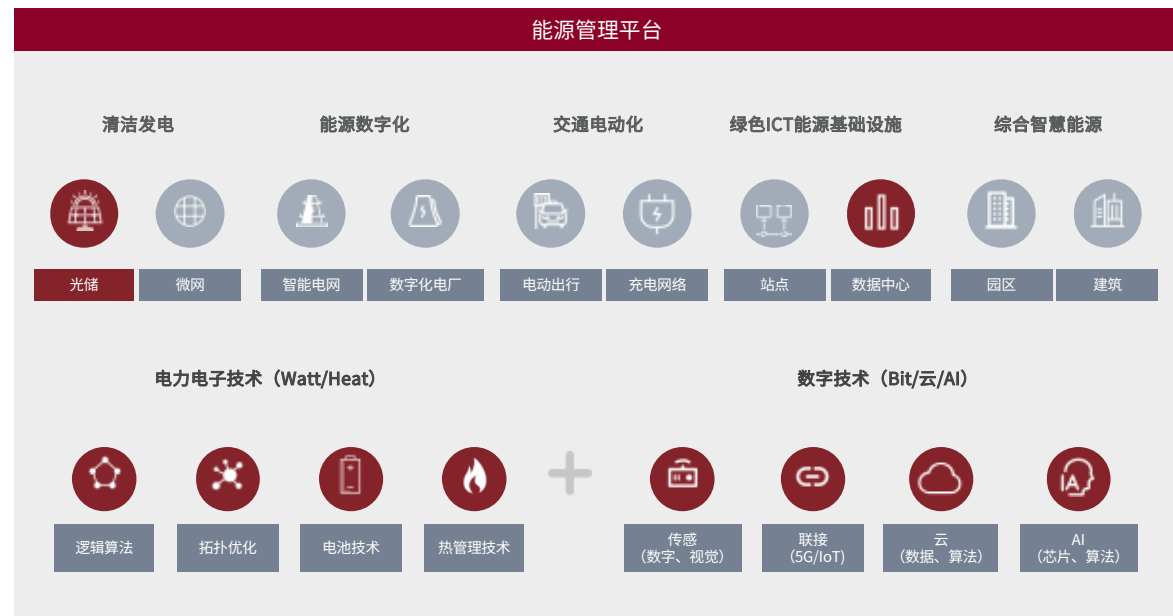 能源管理平台
清洁发电
能源数字化
交通电动化
绿色ICT能源基础设施
综合智慧能源
光储
微网
智能电网
数字化电厂
电动出行
充电网络
站点
数据中心
园区
建筑
电力电子技术（Watt/Heat）
数字技术（Bit/云/AI）
IA
逻辑算法
拓扑优化
电池技术
热管理技术
传感
（数字、视觉）
联接
（5G/IoT）
云
（数据、算法）
AI
（芯片、算法）